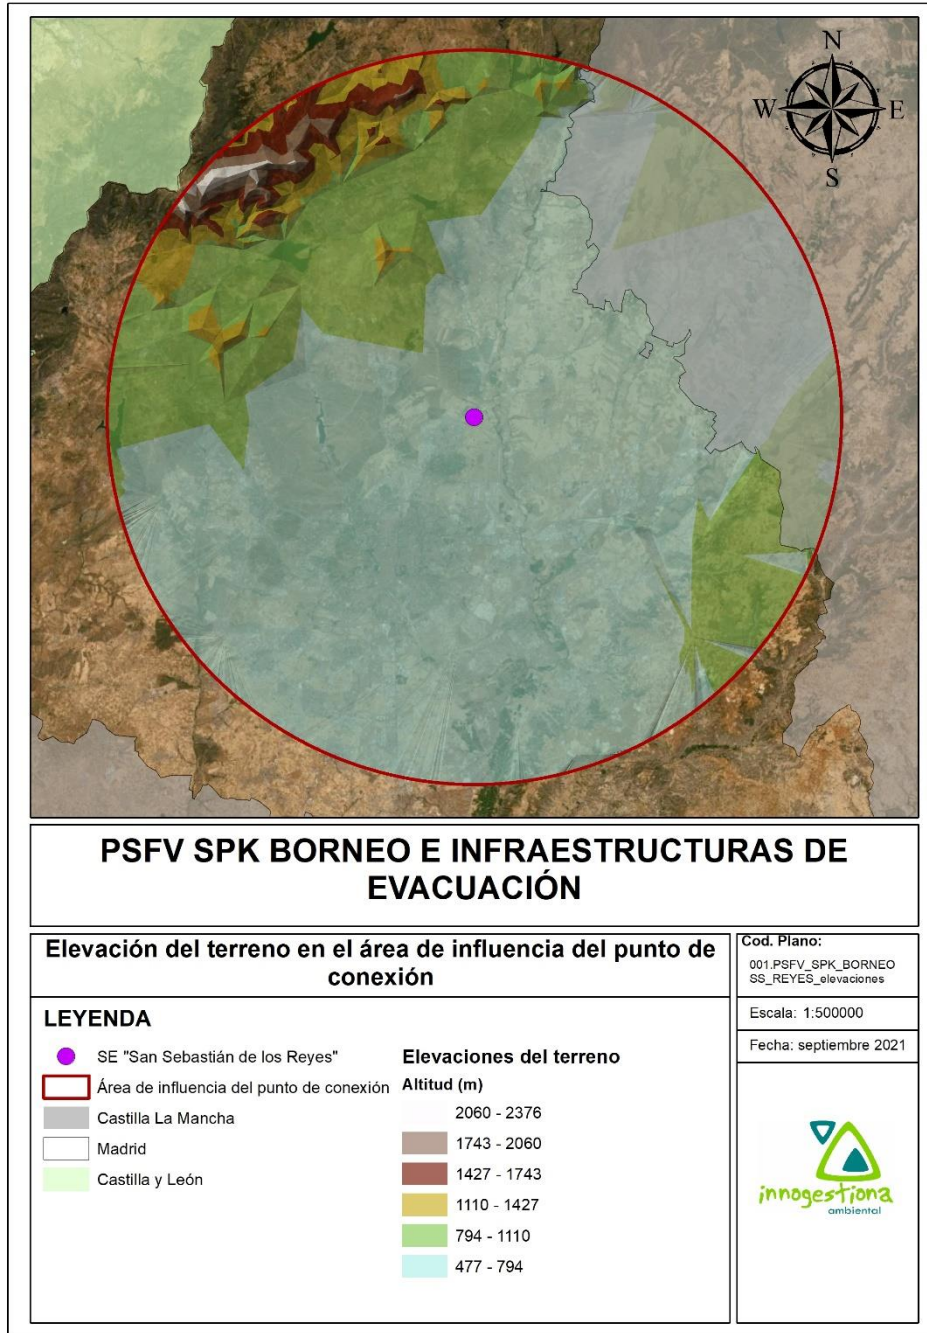 N
W
E
S
PSFV SPK BORNEO E INFRAESTRUCTURAS DE
EVACUACIÓN
Elevación del terreno en el área de influencia del punto de
conexión
Cod. Plano:
001.PSFV_SPK_BORNEO
SS_REYES_elevaciones
Escala: 1:500000
Fecha: septiembre 2021
LEYENDA
SE "San Sebastián de los Reyes"
Área de influencia del punto de conexión
Castilla La Mancha
Madrid
Castilla y León
Elevaciones del terreno
Altitud (m)
2060 - 2376
1743 - 2060
1427 - 1743
1110 - 1427
794 - 1110
477 - 794
innogestiona
ambiental